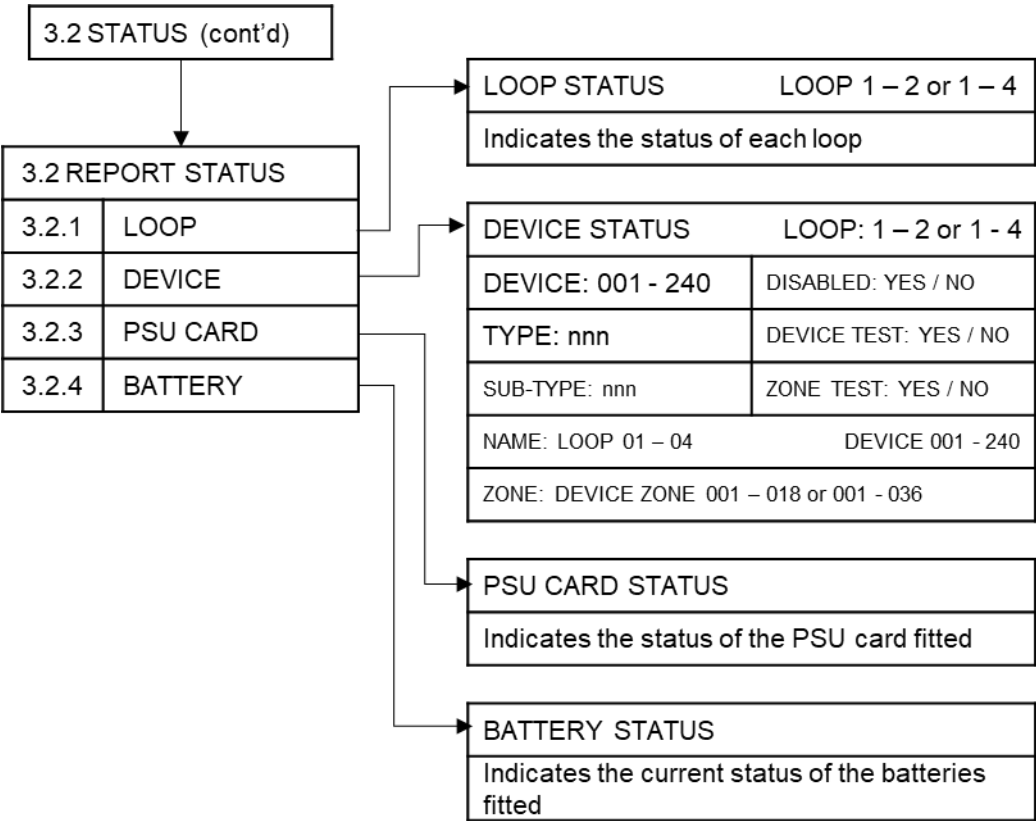 3.2 STATUS (cont’d)
3.2 REPORT STATUS
3.2.1 LOOP
3.2.2 DEVICE
3.2.3 PSU CARD
3.2.4 BATTERY
LOOP STATUS LOOP 1 – 2 or 1 – 4
Indicates the status of each loop
DEVICE STATUS LOOP: 1 – 2 or 1 - 4
DEVICE: 001 - 240 DISABLED: YES / NO
TYPE: nnn DEVICE TEST: YES / NO
SUB-TYPE: nnn ZONE TEST: YES / NO
NAME: LOOP 01 – 04 DEVICE 001 - 240
ZONE: DEVICE ZONE 001 – 018 or 001 - 036
PSU CARD STATUS
Indicates the status of the PSU card fitted
BATTERY STATUS
Indicates the current status of the batteries
fitted